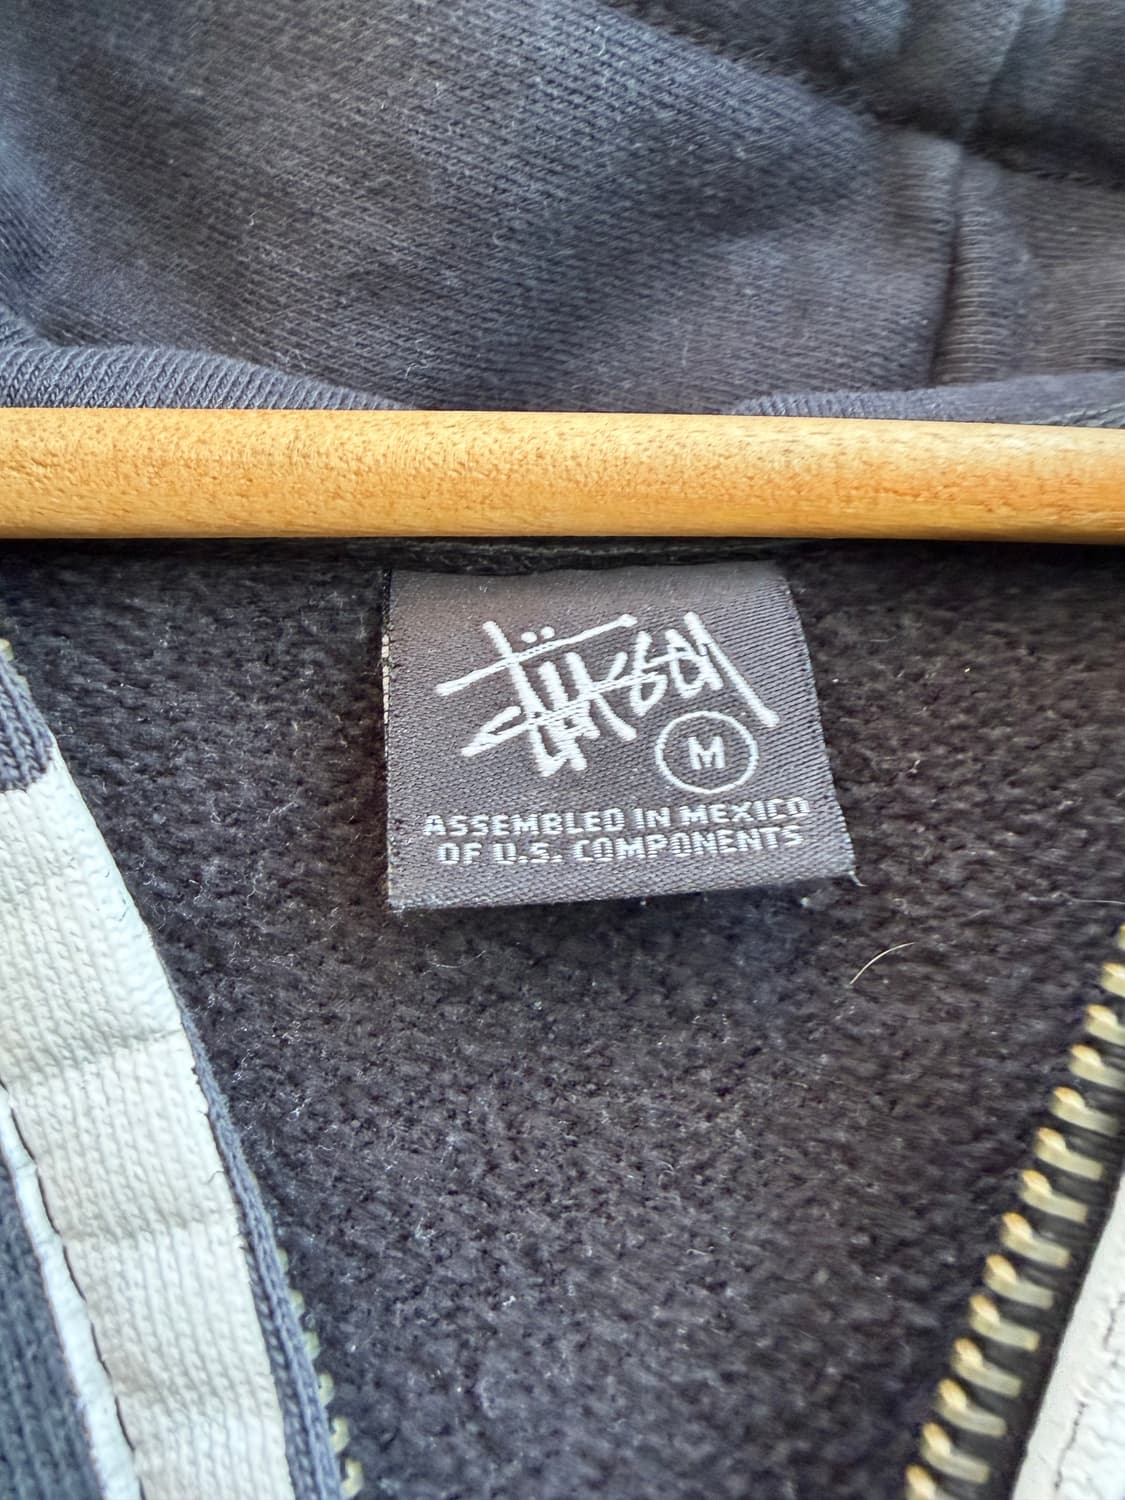 Stüssy
M
ASSEMBLED IN MEXICO
OF U.S. COMPONENTS